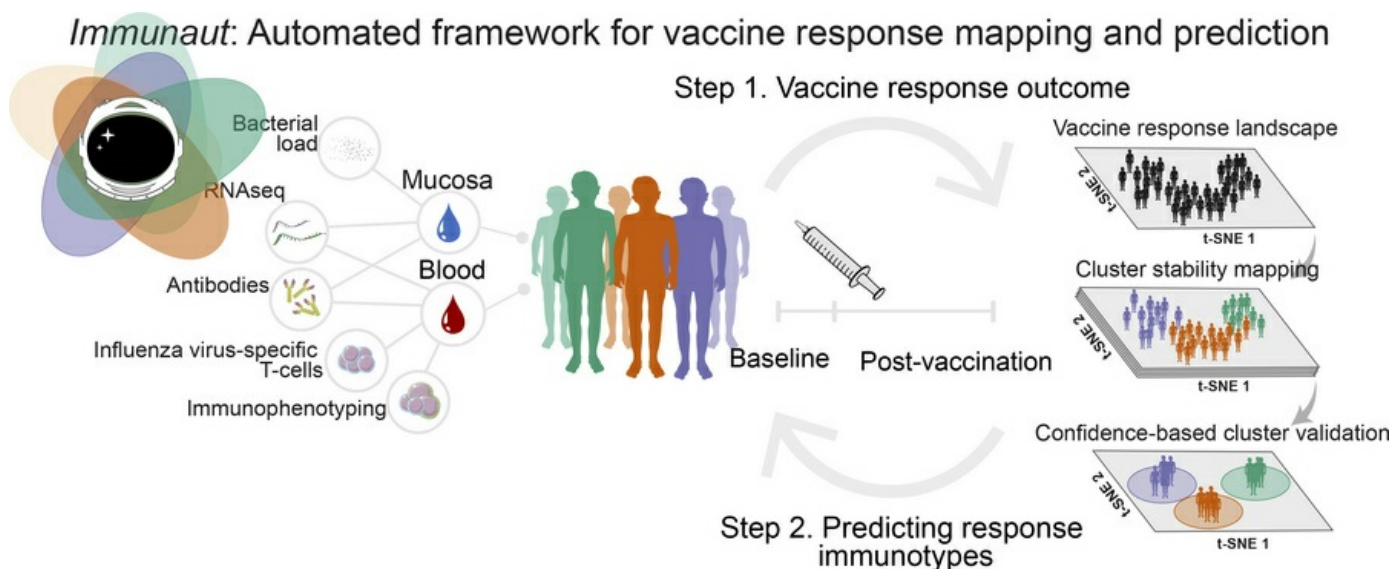 Immunaut: Automated framework for vaccine response mapping and prediction
Step 1. Vaccine response outcome
Bacterial
load
RNAseq
Antibodies
Influenza virus-specific
T-cells
Immunophenotyping
Mucosa
Blood
Baseline
Post-vaccination
Vaccine response landscape
t-SNE 2
t-SNE 1
Cluster stability mapping
t-SNE 2
t-SNE 1
Confidence-based cluster validation
t-SNE 2
t-SNE 1
Step 2. Predicting response
immunotypes